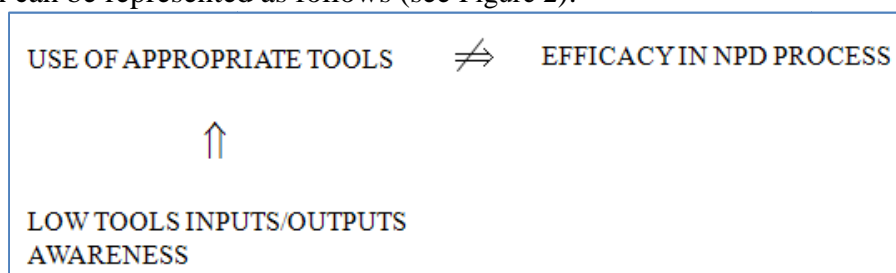 can be represented as follows (see Figure 2):
USE OF APPROPRIATE TOOLS ⇏ EFFICACY IN NPD PROCESS
⇑
LOW TOOLS INPUTS/OUTPUTS
AWARENESS